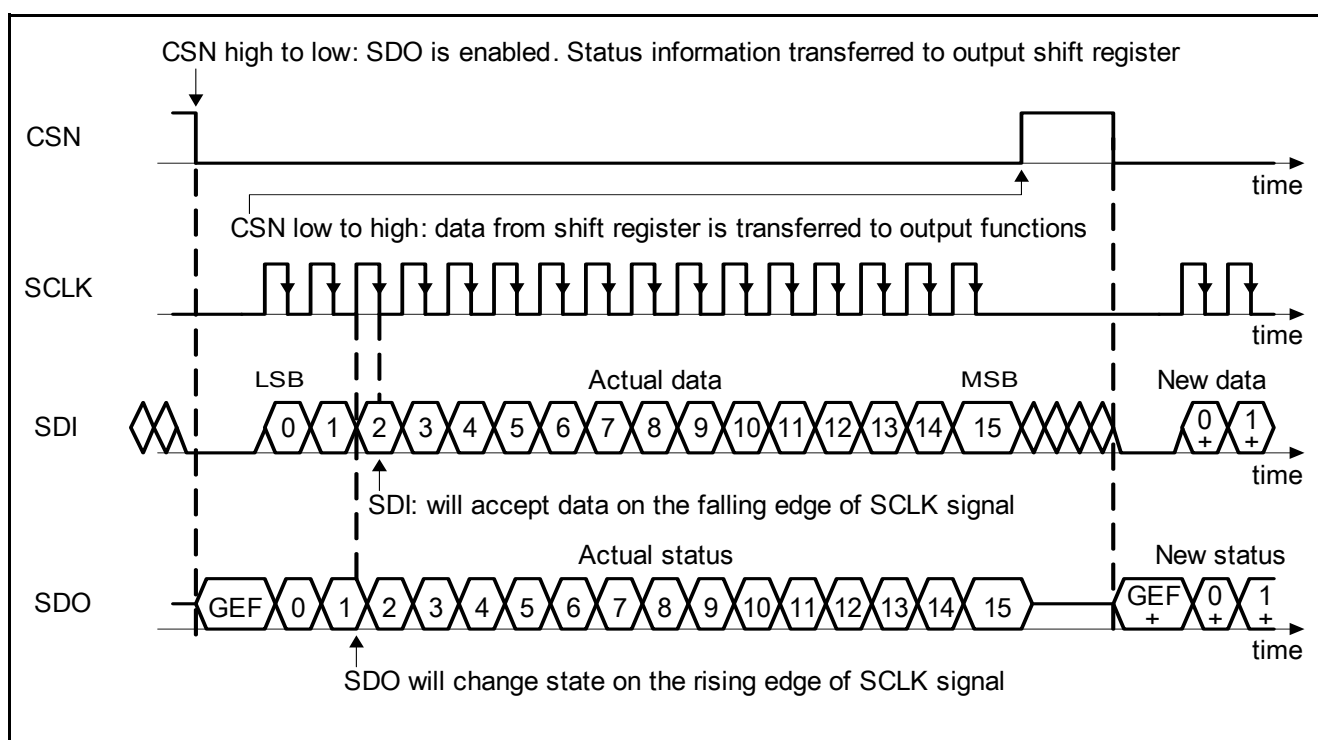 CSN high to low: SDO is enabled. Status information transferred to output shift register
CSN
time
CSN low to high: data from shift register is transferred to output functions
SCLK
time
LSB Actual data MSB New data
SDI 0 1 2 3 4 5 6 7 8 9 10 11 12 13 14 15 0+ 1+
time
SDI: will accept data on the falling edge of SCLK signal
Actual status New status
SDO GEF 0 1 2 3 4 5 6 7 8 9 10 11 12 13 14 15 GEF+ 0+ 1+
time
SDO will change state on the rising edge of SCLK signal